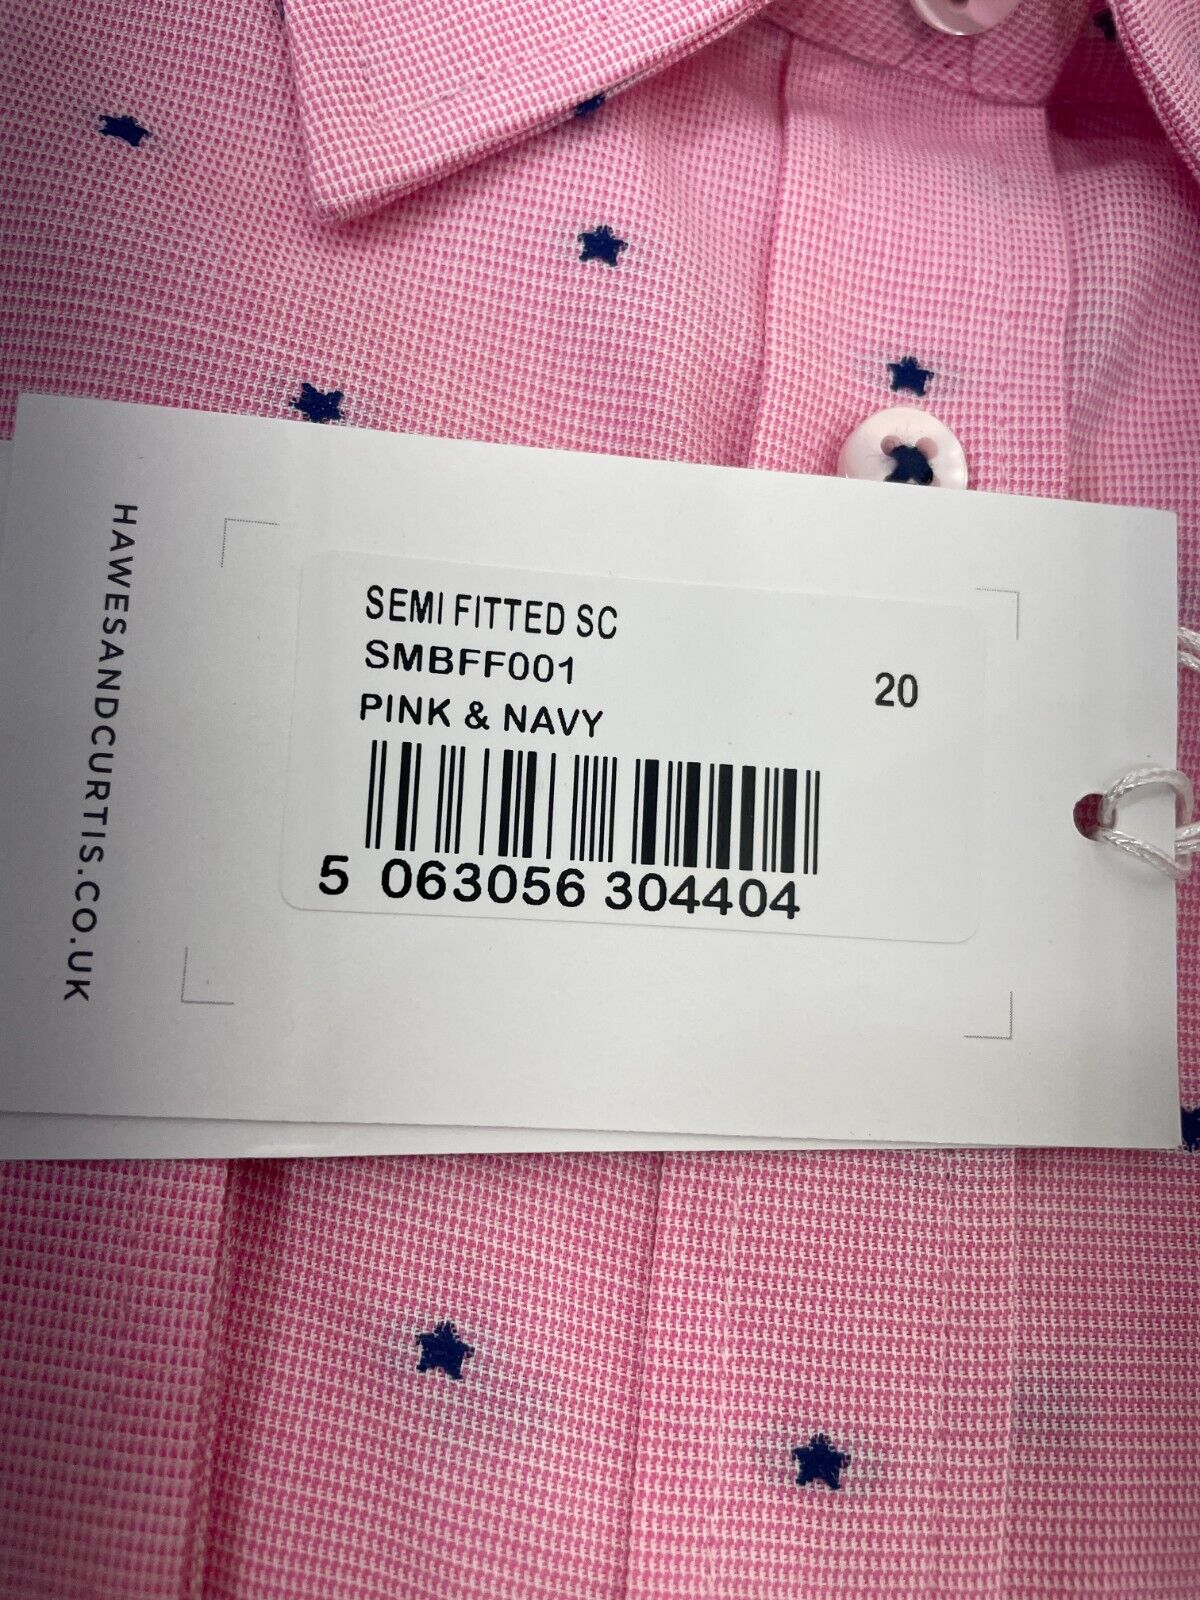 HAWESANDCURTIS.CO.UK
SEMI FITTED SC
SMBFF001
20
PINK & NAVY
5 063056 304404